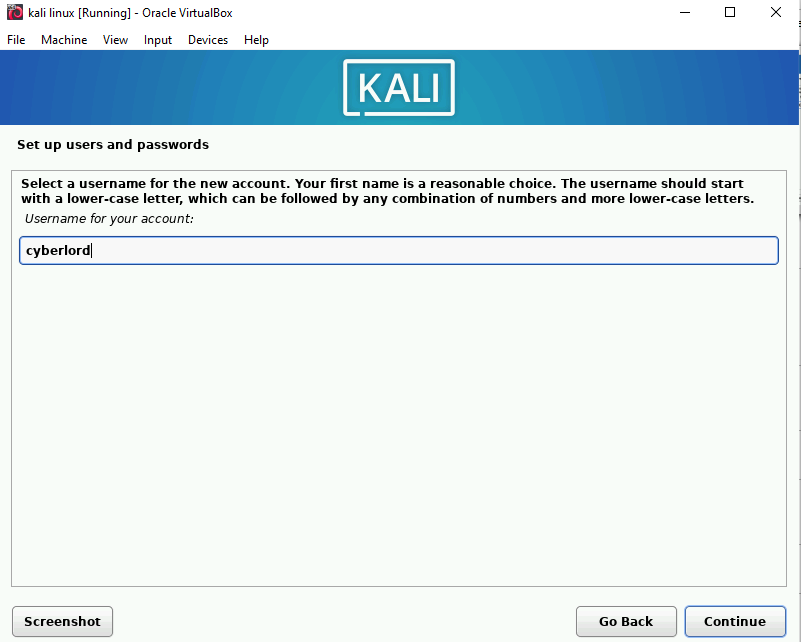 kali linux [Running] - Oracle VirtualBox
File Machine View Input Devices Help
KALI
Set up users and passwords
Select a username for the new account. Your first name is a reasonable choice. The username should start
with a lower-case letter, which can be followed by any combination of numbers and more lower-case letters.
Username for your account:
cyberlord
Screenshot Go Back Continue